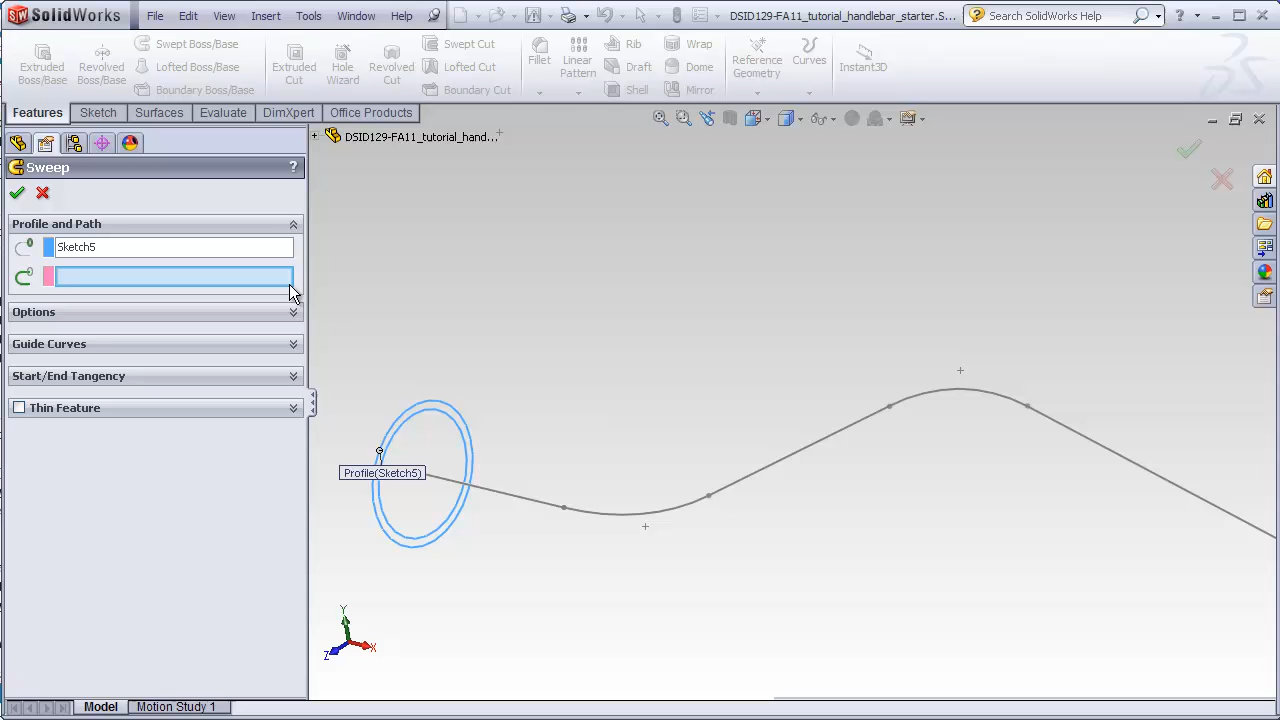 SolidWorks
File Edit View Insert Tools Window Help
DSID129-FA11_tutorial_handlebar_starter.S...
Search SolidWorks Help
?
Extruded Boss/Base
Revolved Boss/Base
Swept Boss/Base
Lofted Boss/Base
Boundary Boss/Base
Extruded Cut
Hole Wizard
Revolved Cut
Swept Cut
Lofted Cut
Boundary Cut
Fillet
Linear Pattern
Rib
Draft
Shell
Wrap
Dome
Mirror
Reference Geometry
Curves
Instant3D
Features Sketch Surfaces Evaluate DimXpert Office Products
DSID129-FA11_tutorial_hand...
Sweep ?
Profile and Path
Sketch5
Options
Guide Curves
Start/End Tangency
Thin Feature
Profile(Sketch5)
Y
X
Z
Model Motion Study 1